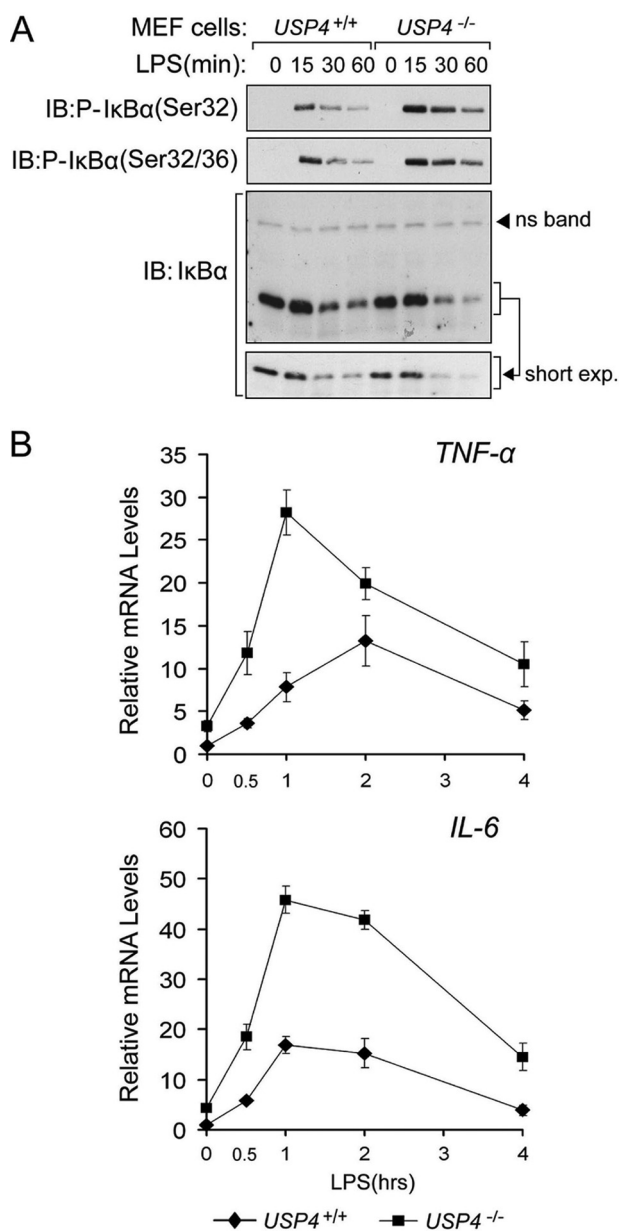 A
MEF cells: USP4+/+ USP4-/-
LPS(min): 0 15 30 60 0 15 30 60
IB:P-IκBα(Ser32)
IB:P-IκBα(Ser32/36)
ns band
IB: IκBα
short exp.
B
TNF-α
Relative mRNA Levels
35
30
25
20
15
10
5
0
0 0.5 1 2 3 4
IL-6
Relative mRNA Levels
60
50
40
30
20
10
0
0 0.5 1 2 3 4
LPS(hrs)
USP4+/+ USP4-/-